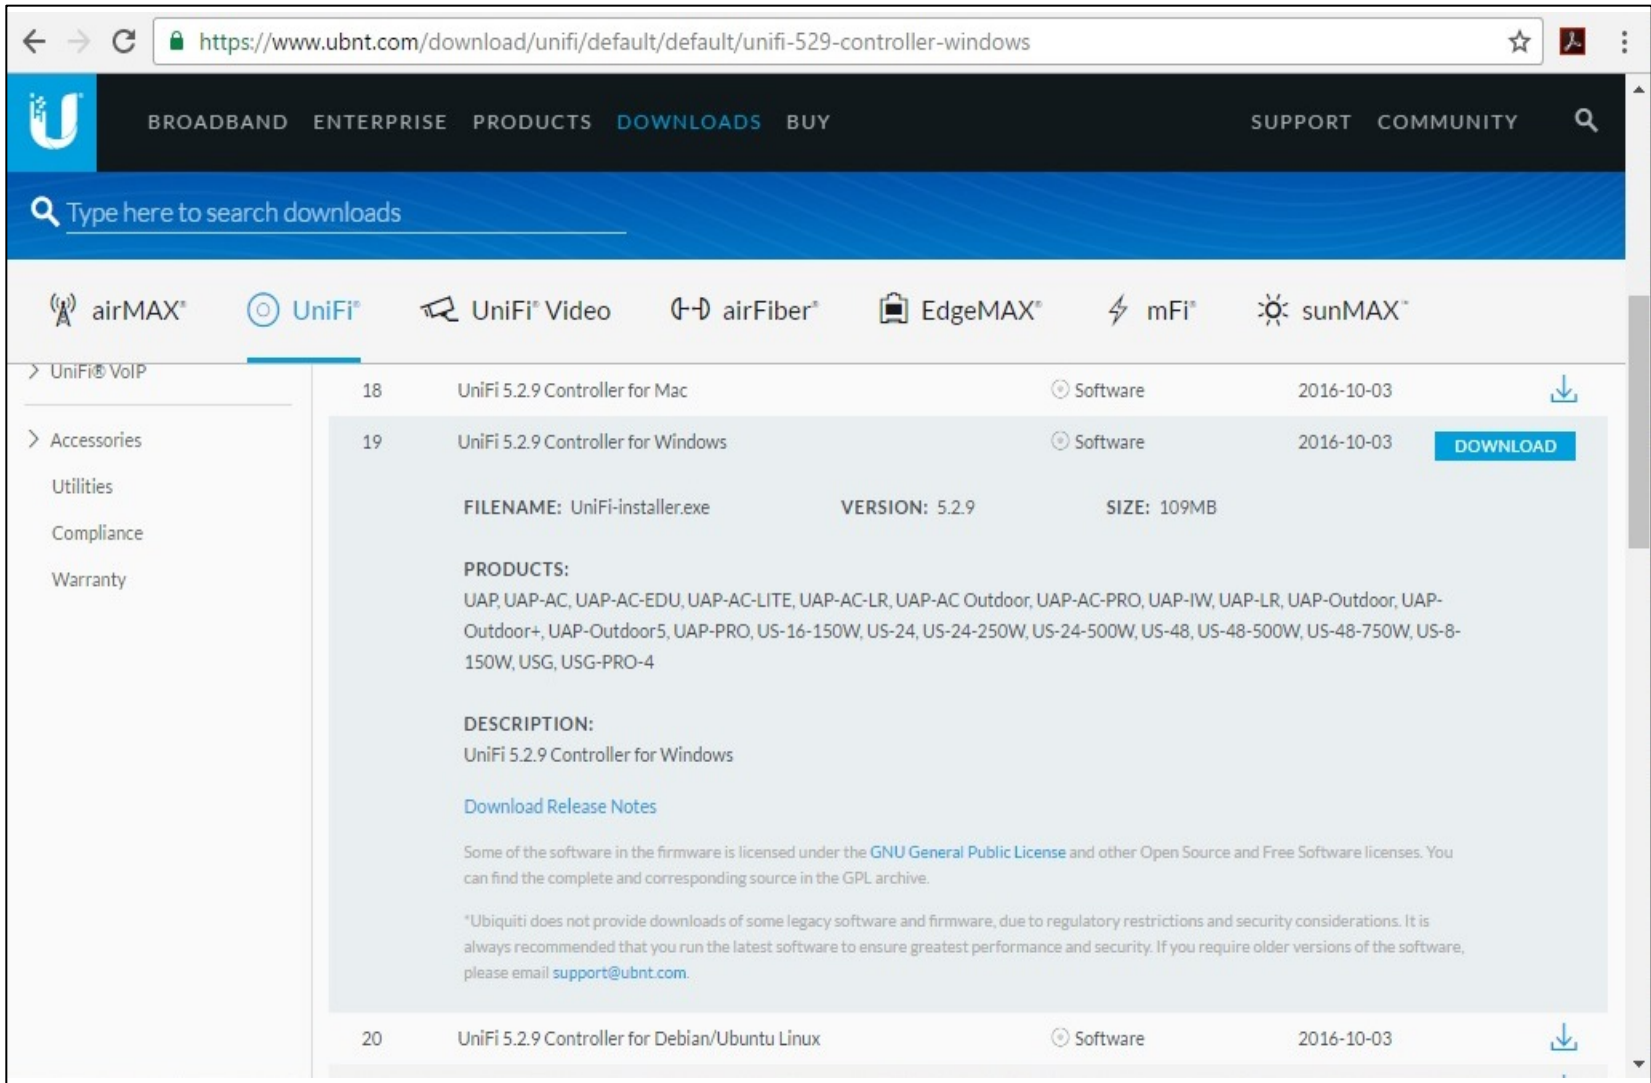 https://www.ubnt.com/download/unifi/default/default/unifi-529-controller-windows
BROADBAND ENTERPRISE PRODUCTS DOWNLOADS BUY SUPPORT COMMUNITY
Type here to search downloads
airMAX® UniFi® UniFi® Video airFiber® EdgeMAX® mFi® sunMAX™
UniFi® VoIP
Accessories
Utilities
Compliance
Warranty
18 UniFi 5.2.9 Controller for Mac Software 2016-10-03
19 UniFi 5.2.9 Controller for Windows Software 2016-10-03 DOWNLOAD
FILENAME: UniFi-installer.exe VERSION: 5.2.9 SIZE: 109MB
PRODUCTS:
UAP, UAP-AC, UAP-AC-EDU, UAP-AC-LITE, UAP-AC-LR, UAP-AC Outdoor, UAP-AC-PRO, UAP-IW, UAP-LR, UAP-Outdoor, UAP-
Outdoor+, UAP-Outdoor5, UAP-PRO, US-16-150W, US-24, US-24-250W, US-24-500W, US-48, US-48-500W, US-48-750W, US-8-
150W, USG, USG-PRO-4
DESCRIPTION:
UniFi 5.2.9 Controller for Windows
Download Release Notes
Some of the software in the firmware is licensed under the GNU General Public License and other Open Source and Free Software licenses. You
can find the complete and corresponding source in the GPL archive.
*Ubiquiti does not provide downloads of some legacy software and firmware, due to regulatory restrictions and security considerations. It is
always recommended that you run the latest software to ensure greatest performance and security. If you require older versions of the software,
please email support@ubnt.com.
20 UniFi 5.2.9 Controller for Debian/Ubuntu Linux Software 2016-10-03